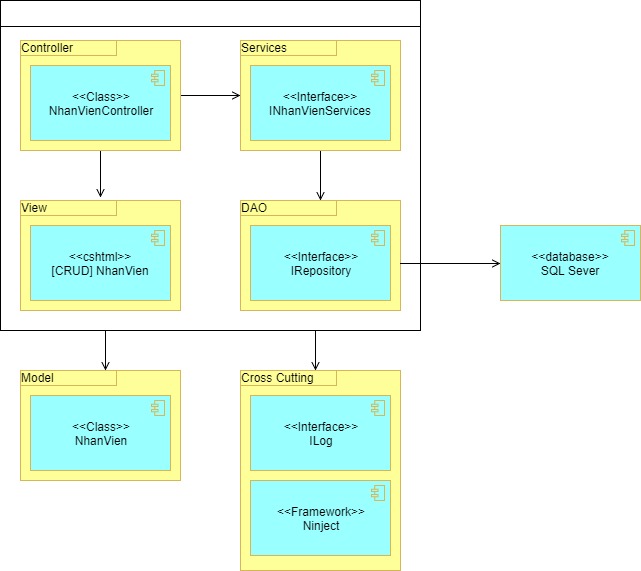 Controller
<<Class>>
NhanVienController
Services
<<Interface>>
INhanVienServices
View
<<cshtml>>
[CRUD] NhanVien
DAO
<<Interface>>
IRepository
<<database>>
SQL Sever
Model
<<Class>>
NhanVien
Cross Cutting
<<Interface>>
ILog
<<Framework>>
Ninject